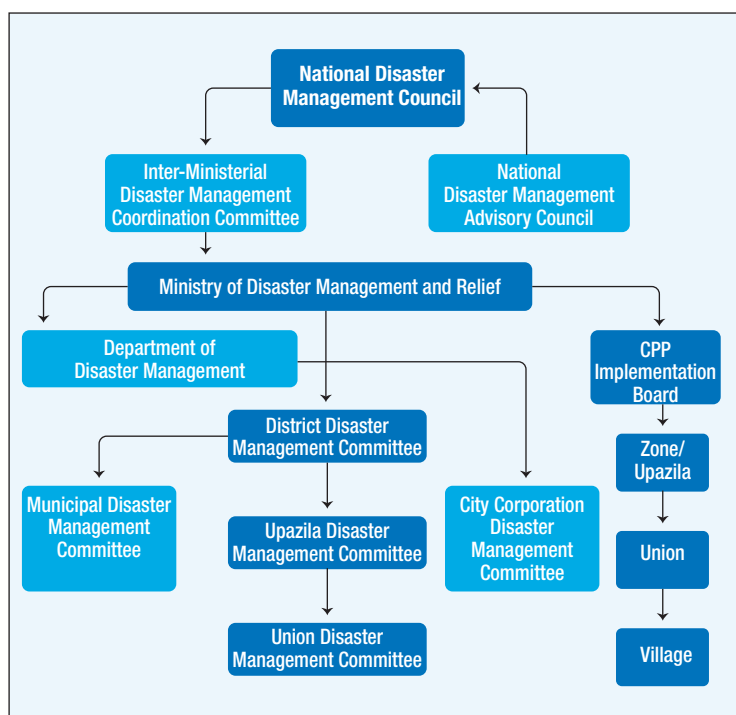 National Disaster
Management Council
Inter-Ministerial
Disaster Management
Coordination Committee
National
Disaster Management
Advisory Council
Ministry of Disaster Management and Relief
Department of
Disaster Management
CPP
Implementation
Board
District Disaster
Management Committee
Zone/
Upazila
Municipal Disaster
Management
Committee
Upazila Disaster
Management Committee
City Corporation
Disaster
Management
Committee
Union
Union Disaster
Management Committee
Village